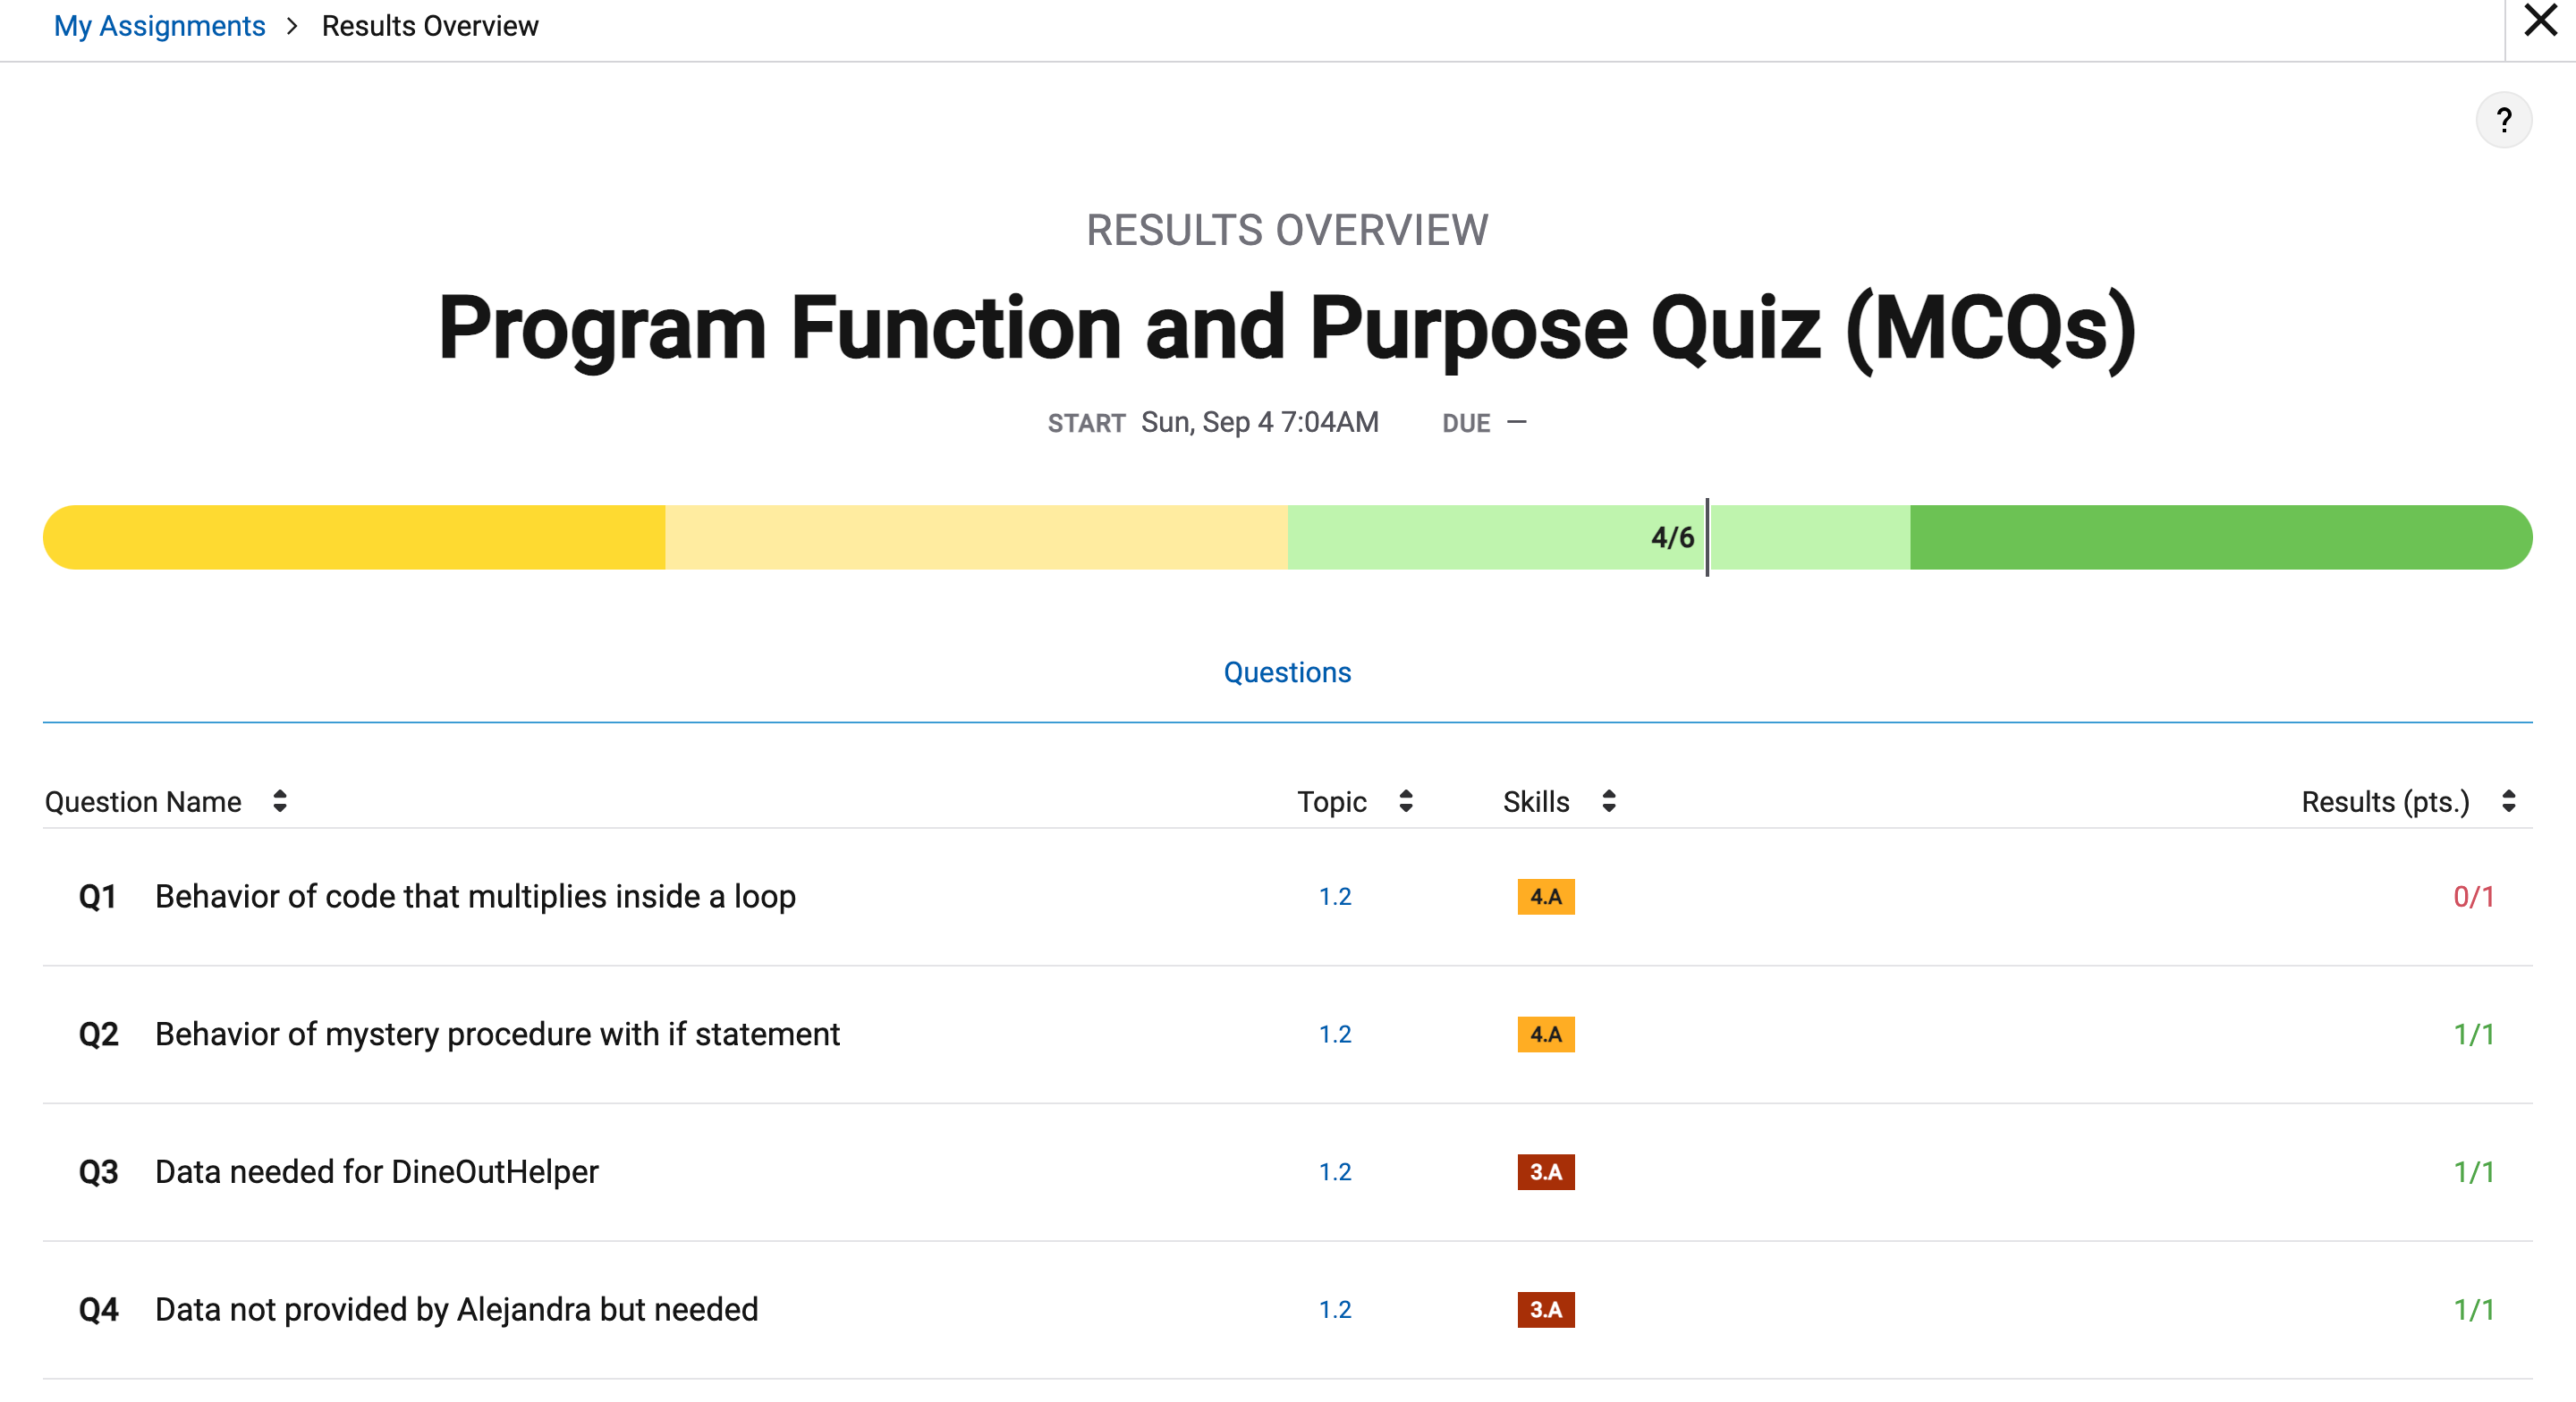 My Assignments > Results Overview
?
RESULTS OVERVIEW
Program Function and Purpose Quiz (MCQs)
START Sun, Sep 4 7:04AM DUE —
4/6
Questions
Question Name Topic Skills Results (pts.)
Q1 Behavior of code that multiplies inside a loop 1.2 4.A 0/1
Q2 Behavior of mystery procedure with if statement 1.2 4.A 1/1
Q3 Data needed for DineOutHelper 1.2 3.A 1/1
Q4 Data not provided by Alejandra but needed 1.2 3.A 1/1